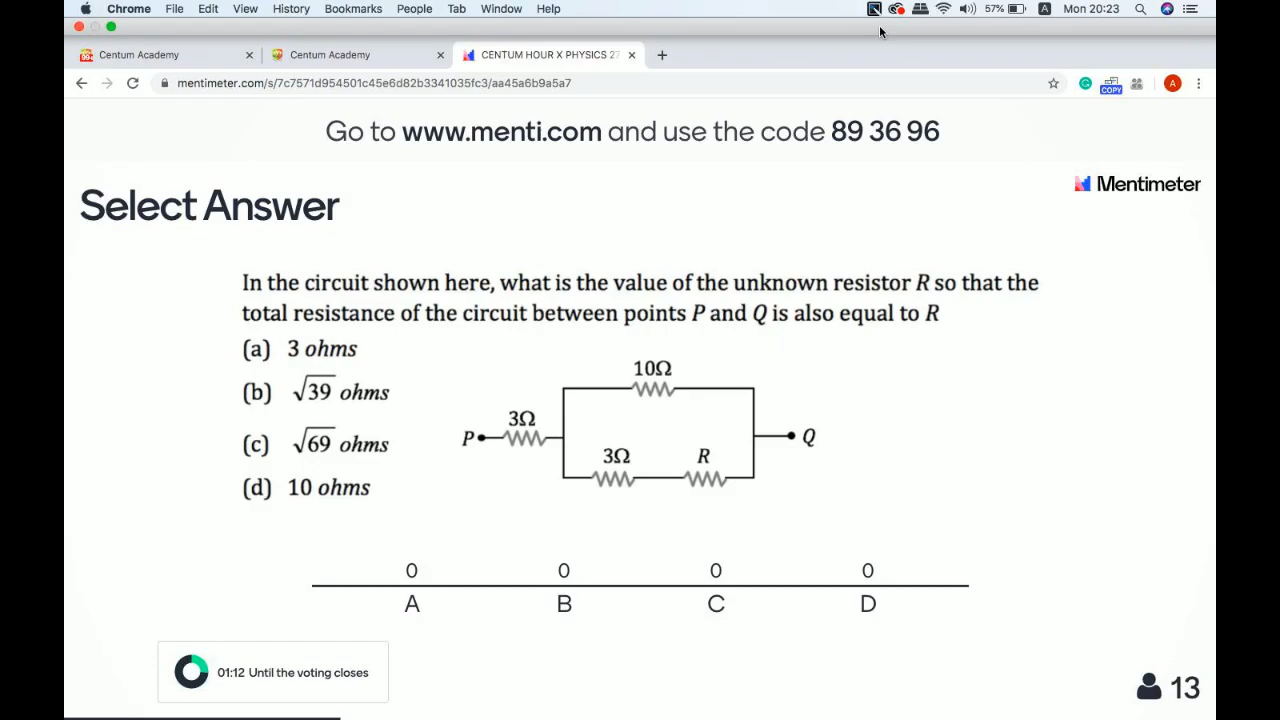 Chrome File Edit View History Bookmarks People Tab Window Help 57% A Mon 20:23
Centum Academy Centum Academy CENTUM HOUR X PHYSICS 27
mentimeter.com/s/7c7571d954501c45e6d82b3341035fc3/aa45a6b9a5a7 COPY A
Go to www.menti.com and use the code 89 36 96
Mentimeter
Select Answer
In the circuit shown here, what is the value of the unknown resistor R so that the
total resistance of the circuit between points P and Q is also equal to R
(a) 3 ohms
(b) √39 ohms
(c) √69 ohms
(d) 10 ohms
10Ω
3Ω
P
Q
3Ω R
0 0 0 0
A B C D
01:12 Until the voting closes
13